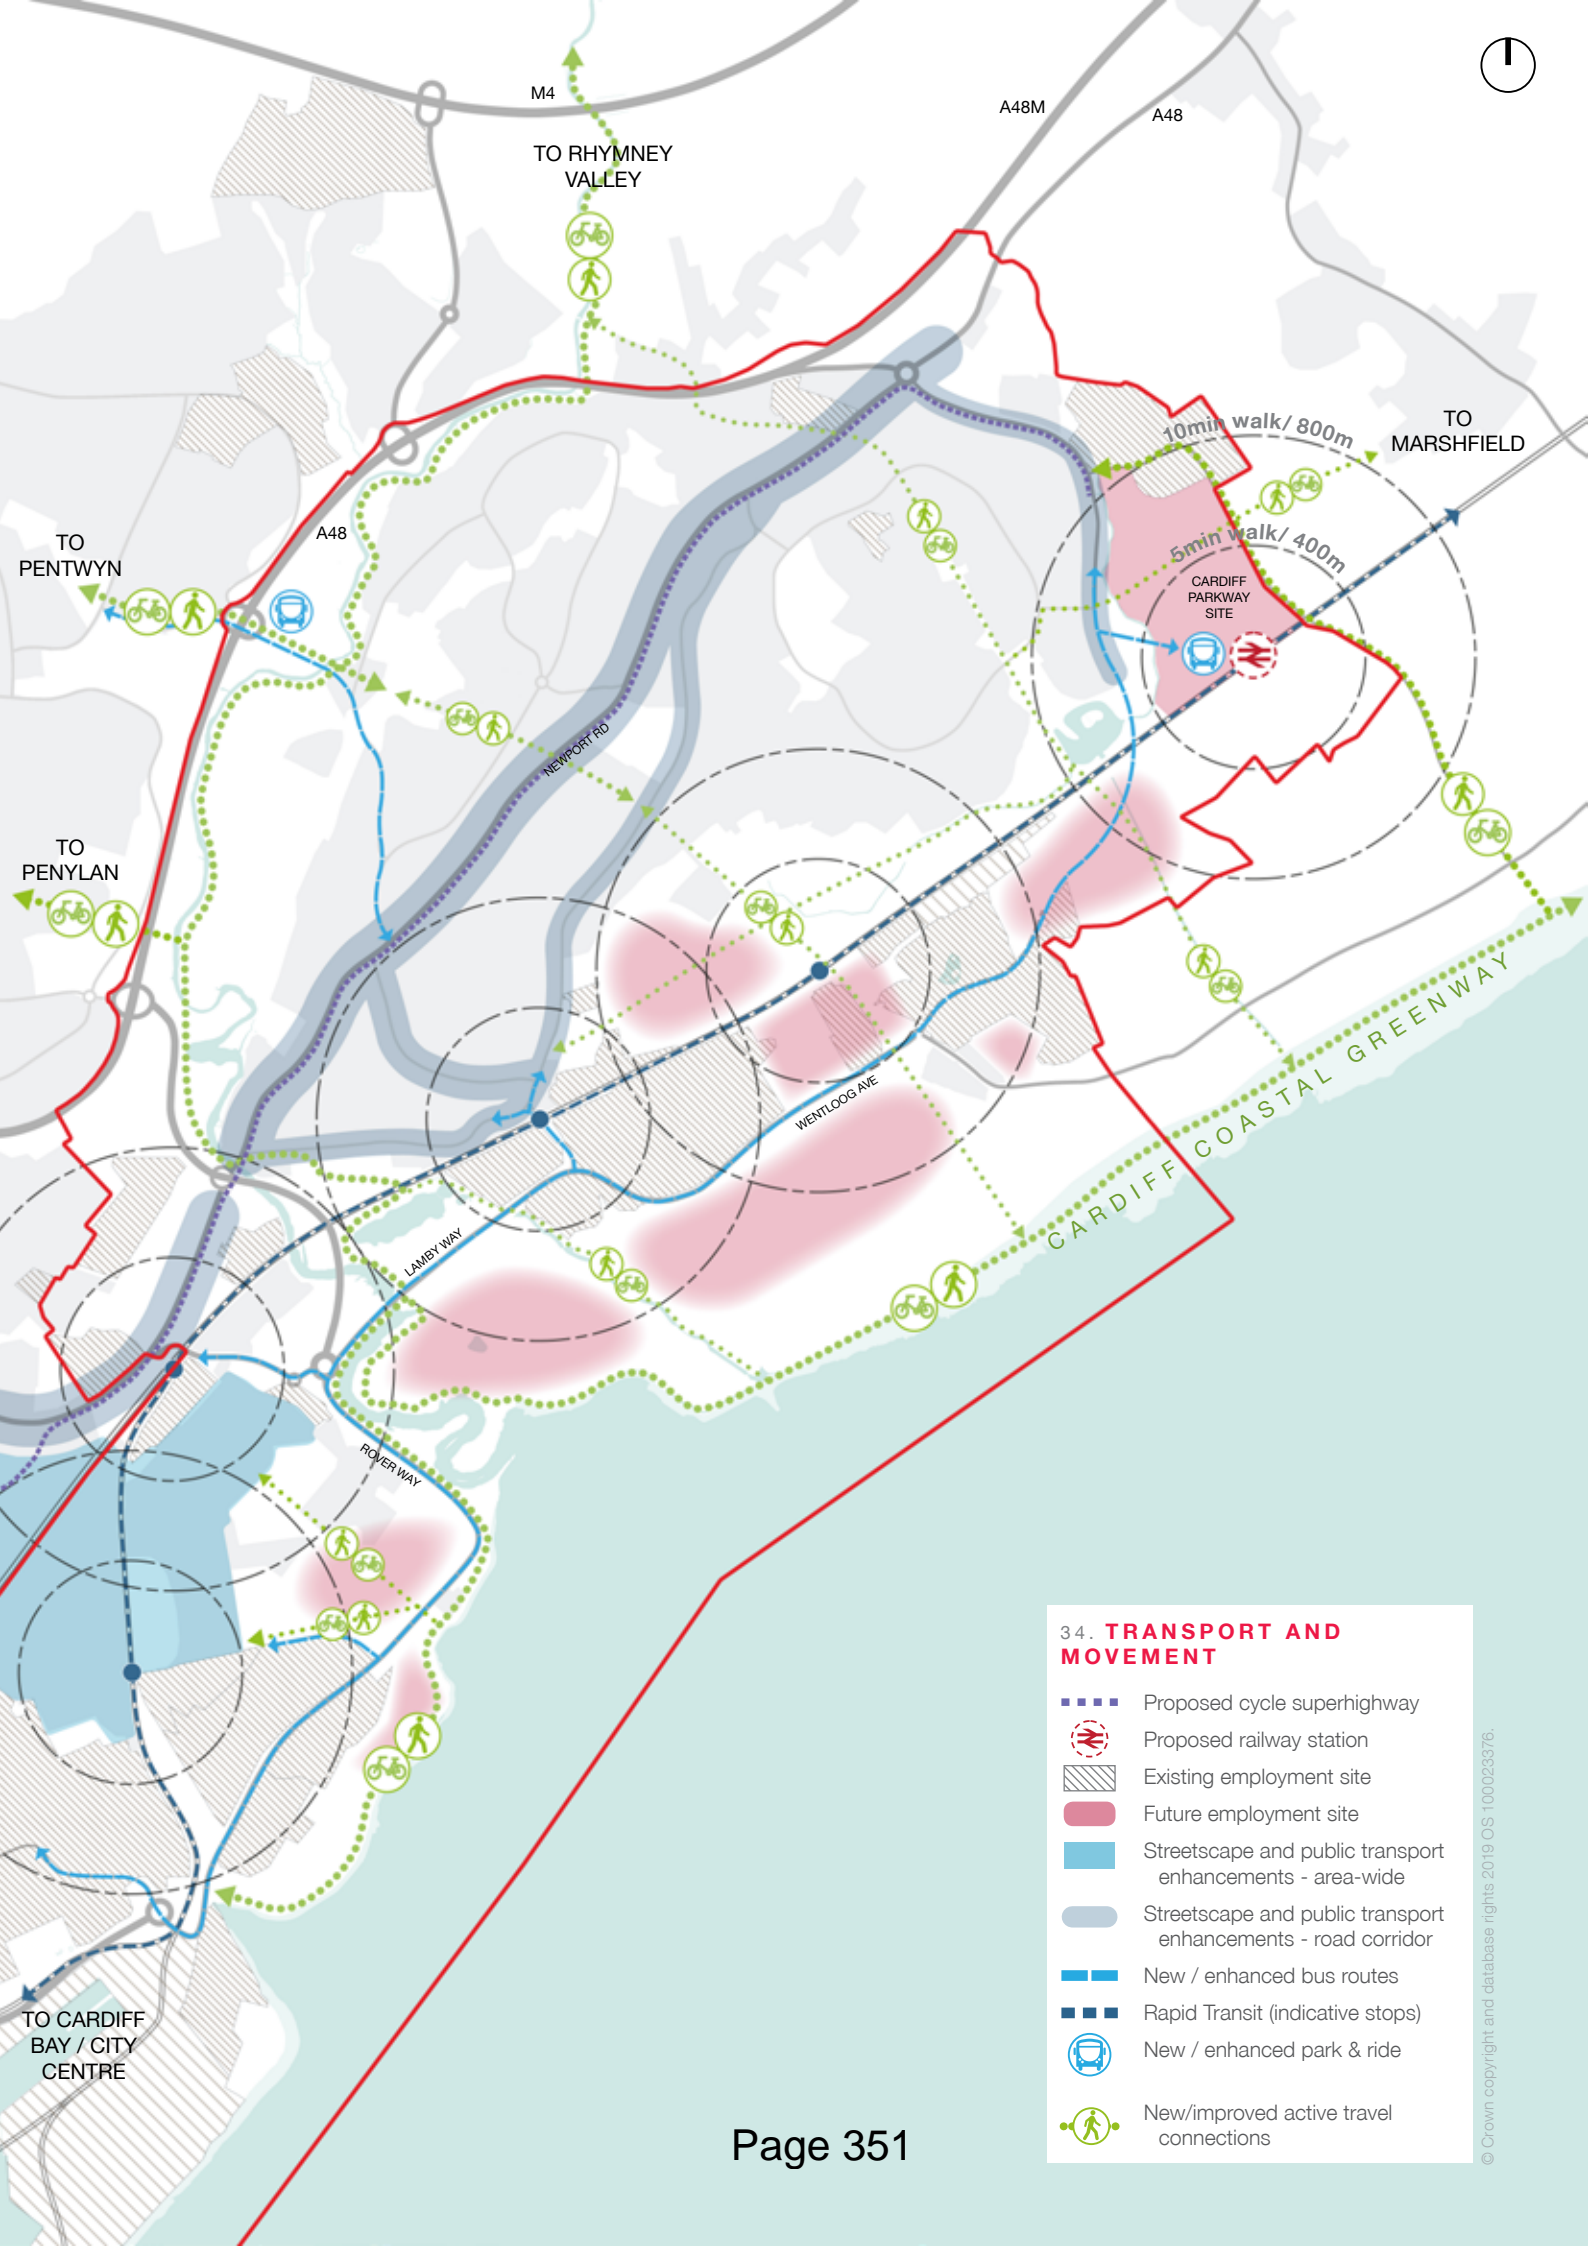 M4
A48M
A48
TO RHYMNEY
VALLEY
10min walk/ 800m
TO
MARSHFIELD
A48
TO
PENTWYN
5min walk/ 400m
CARDIFF
PARKWAY
SITE
NEWPORT RD
TO
PENYLAN
CARDIFF COASTAL GREENWAY
WENTLOOG AVE
LAMBY WAY
ROVER WAY
TO CARDIFF
BAY / CITY
CENTRE
34. TRANSPORT AND
MOVEMENT
Proposed cycle superhighway
Proposed railway station
Existing employment site
Future employment site
Streetscape and public transport
enhancements - area-wide
Streetscape and public transport
enhancements - road corridor
New / enhanced bus routes
Rapid Transit (indicative stops)
New / enhanced park & ride
New/improved active travel
connections
© Crown copyright and database rights 2019 OS 100023376.
Page 351